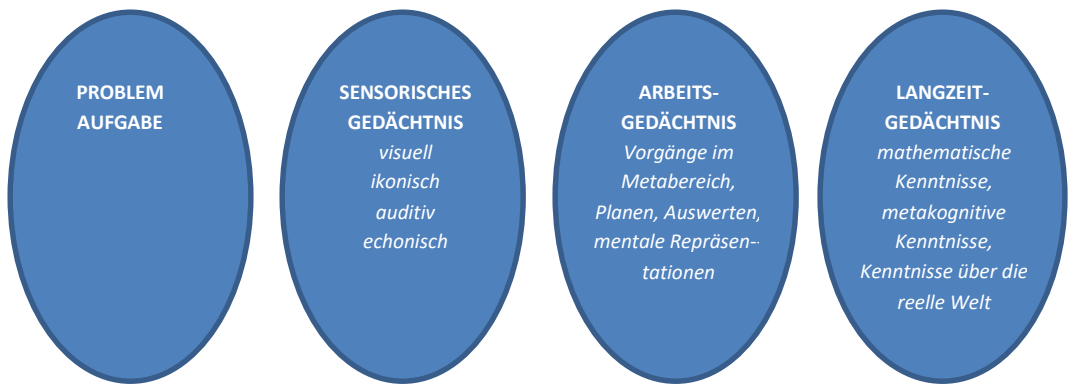 PROBLEM
AUFGABE
SENSORISCHES
GEDÄCHTNIS
visuell
ikonisch
auditiv
echonisch
ARBEITS-
GEDÄCHTNIS
Vorgänge im
Metabereich,
Planen, Auswerten,
mentale Repräsen-
tationen
LANGZEIT-
GEDÄCHTNIS
mathematische
Kenntnisse,
metakognitive
Kenntnisse,
Kenntnisse über die
reelle Welt